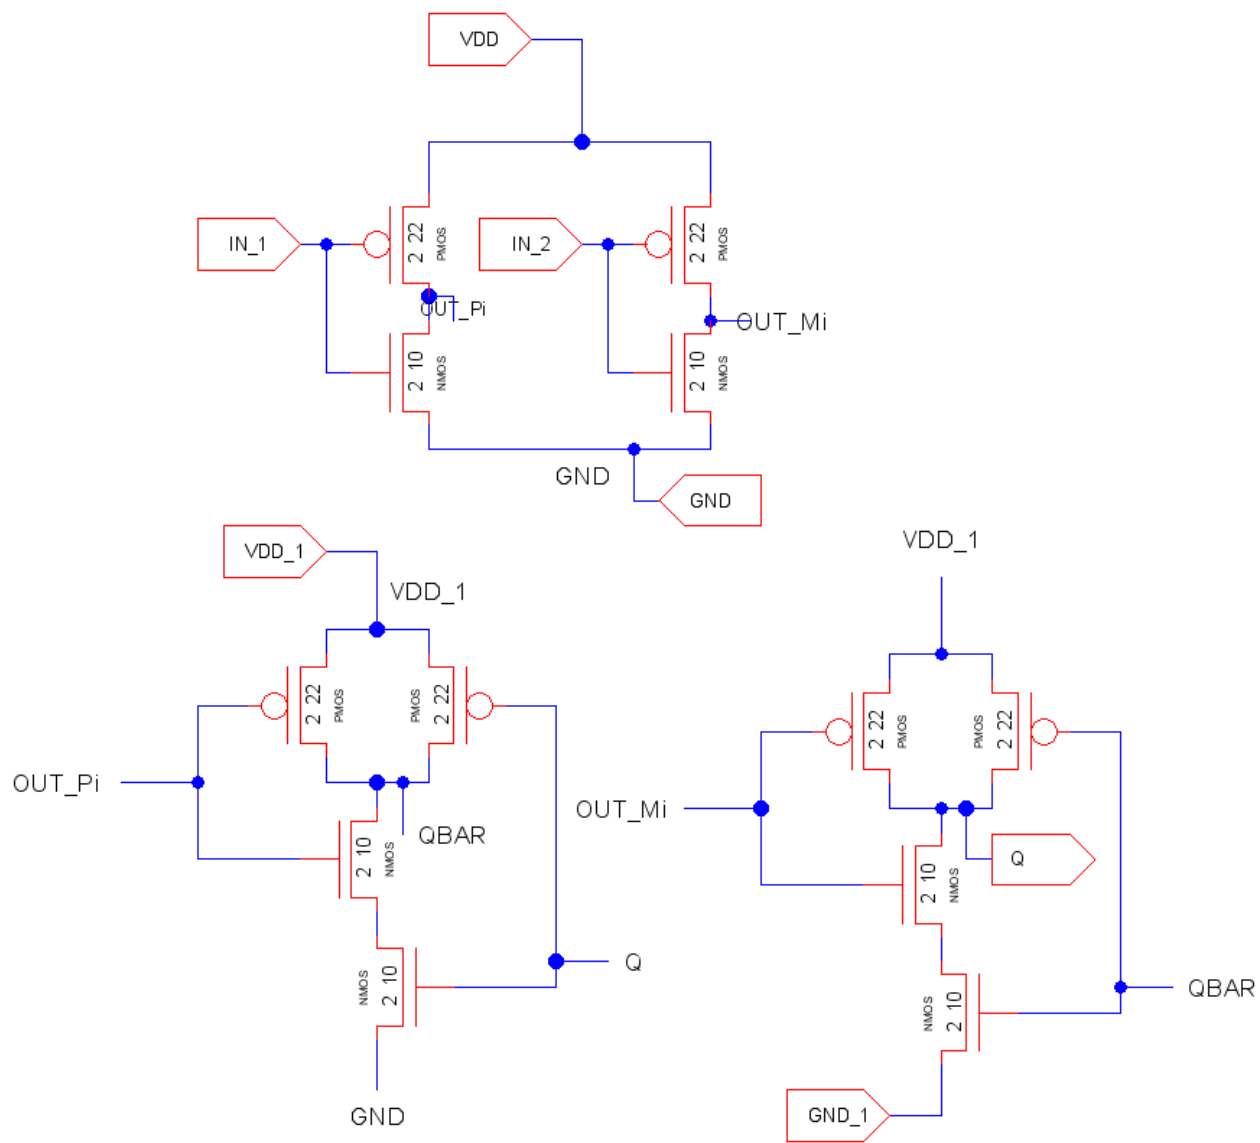 VDD
IN_1
2 22
PMOS
IN_2
2 22
PMOS
OUT_Pi
OUT_Mi
2 10
NMOS
2 10
NMOS
GND
GND
VDD_1
VDD_1
2 22
PMOS
PMOS
2 22
OUT_Pi
QBAR
2 10
NMOS
Q
NMOS
2 10
GND
VDD_1
2 22
PMOS
PMOS
2 22
OUT_Mi
Q
2 10
NMOS
QBAR
NMOS
2 10
GND_1